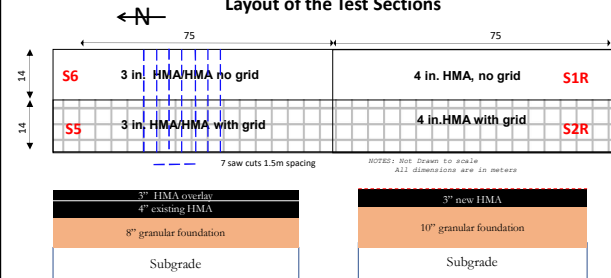 Layout of the Test Sections
N
75
75
14
S6
3 in. HMA/HMA no grid
4 in. HMA, no grid
S1R
14
S5
3 in. HMA/HMA with grid
4 in.HMA with grid
S2R
7 saw cuts 1.5m spacing
NOTES: Not Drawn to scale
All dimensions are in meters
3” HMA overlay
4” existing HMA
8” granular foundation
Subgrade
3” new HMA
10” granular foundation
Subgrade